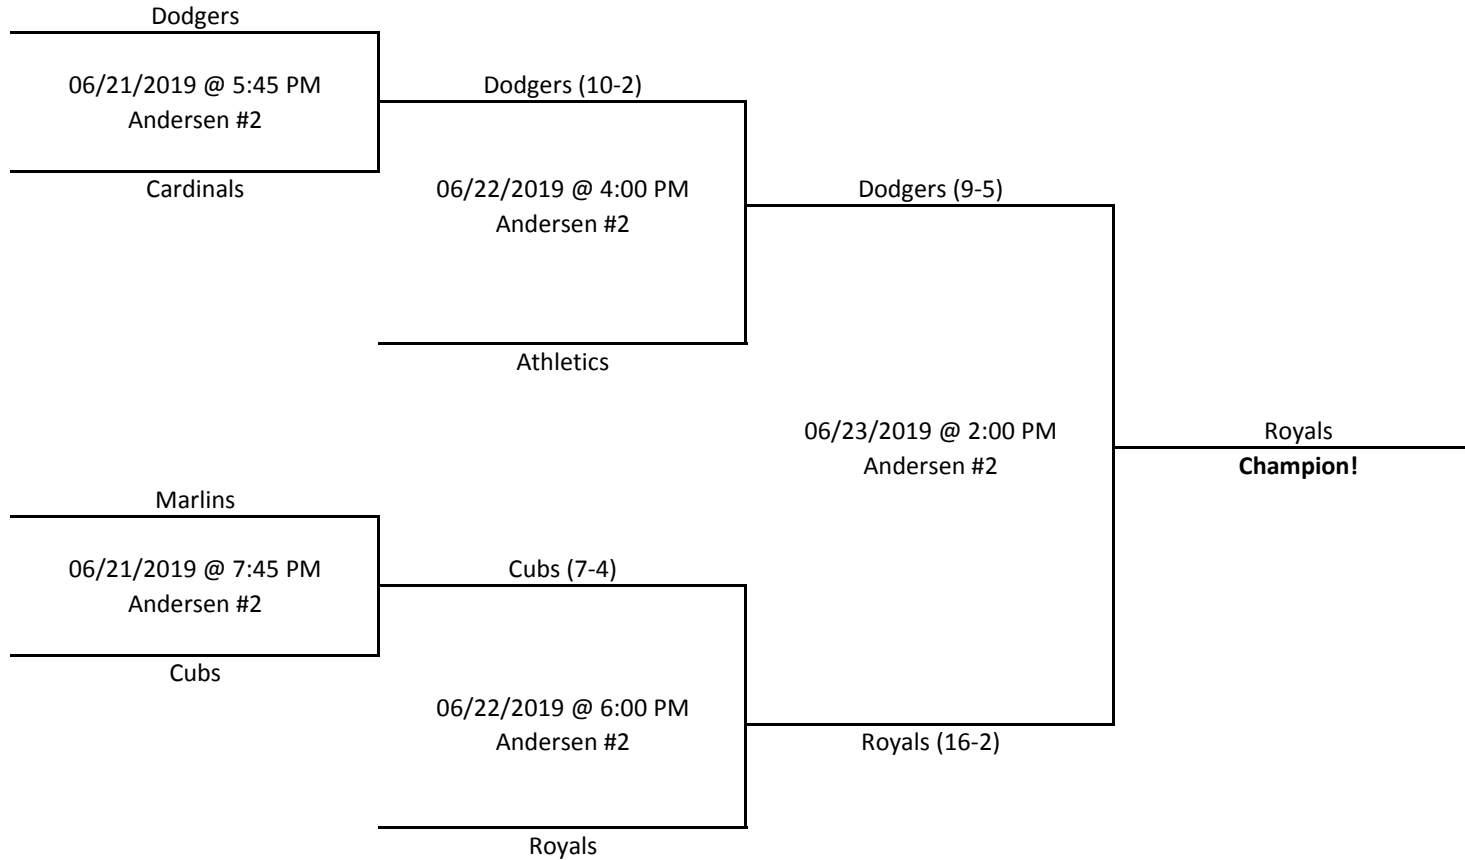 Dodgers
06/21/2019 @ 5:45 PM
Andersen #2
Cardinals
Dodgers (10-2)
06/22/2019 @ 4:00 PM
Andersen #2
Athletics
Dodgers (9-5)
06/23/2019 @ 2:00 PM
Andersen #2
Royals
Champion!
Marlins
06/21/2019 @ 7:45 PM
Andersen #2
Cubs
Cubs (7-4)
06/22/2019 @ 6:00 PM
Andersen #2
Royals
Royals (16-2)